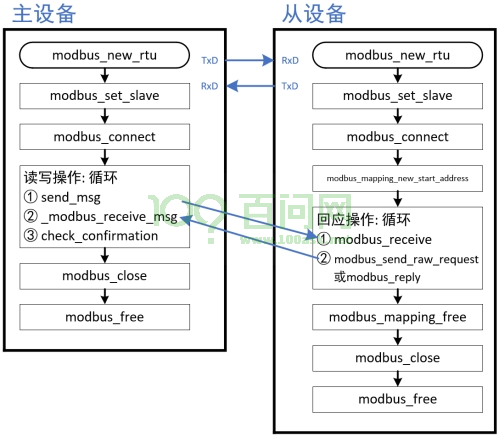 主设备
modbus_new_rtu
modbus_set_slave
modbus_connect
读写操作: 循环
① send_msg
② _modbus_receive_msg
③ check_confirmation
modbus_close
modbus_free
TxD
RxD
RxD
TxD
从设备
modbus_new_rtu
modbus_set_slave
modbus_connect
modbus_mapping_new_start_address
回应操作: 循环
① modbus_receive
② modbus_send_raw_request
或modbus_reply
modbus_mapping_free
modbus_close
modbus_free
100 百问网